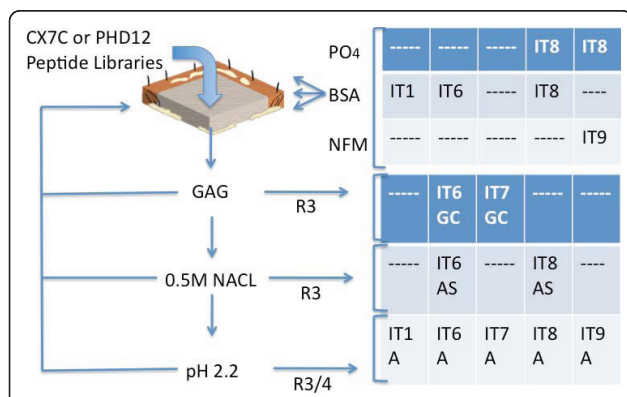 CX7C or PHD12
Peptide Libraries
PO4 ----- ----- ----- IT8 IT8
BSA IT1 IT6 ----- IT8 ----
NFM ----- ----- ----- ----- IT9
GAG R3 ----- IT6 GC IT7 GC ----- -----
0.5M NACL R3 ----- IT6 AS ----- IT8 AS ----
pH 2.2 R3/4 IT1 A IT6 A IT7 A IT8 A IT9 A